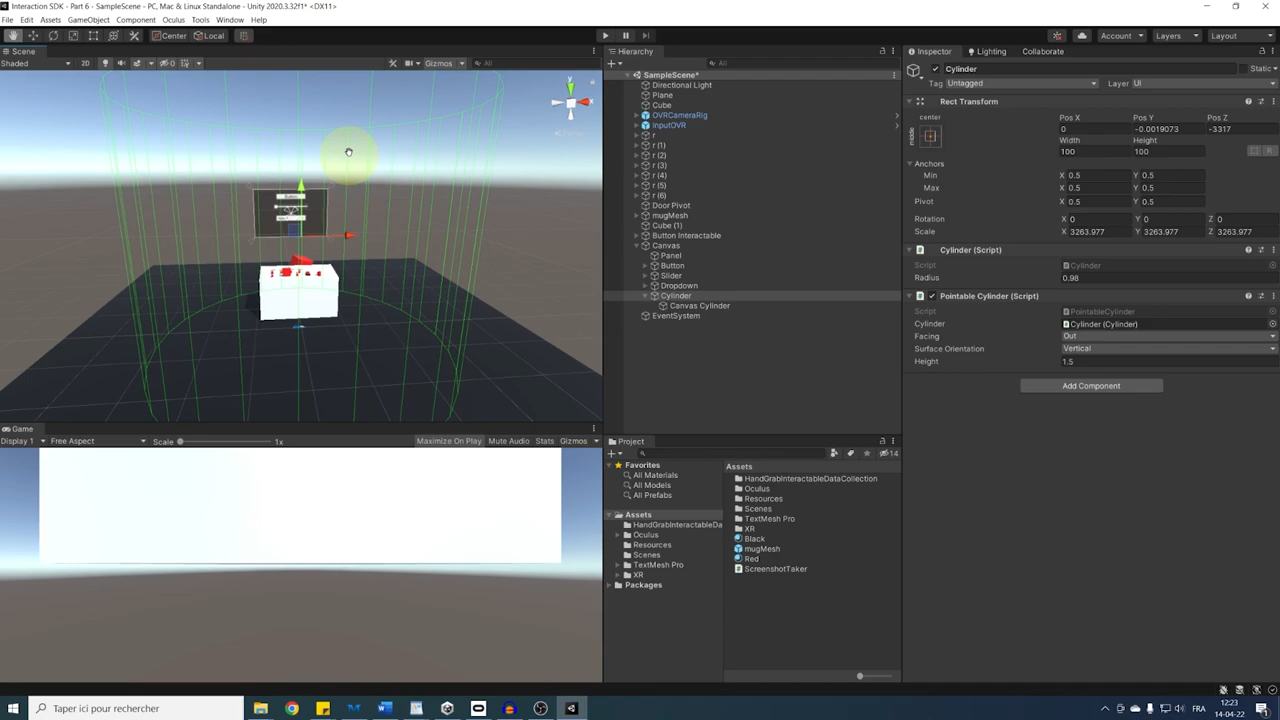 Interaction SDK - Part 6 - SampleScene - PC, Mac & Linux Standalone - Unity 2020.3.32f1* <DX11>
File Edit Assets GameObject Component Oculus Tools Window Help
Center Local Account Layers Layout
Scene
Shaded 2D 0 Gizmos All
y
x
Hierarchy
All
SampleScene*
Directional Light
Plane
Cube
OVRCameraRig
inputOVR
r
r (1)
r (2)
r (3)
r (4)
r (5)
r (6)
Door Pivot
mugMesh
Cube (1)
Button Interactable
Canvas
Panel
Button
Slider
Dropdown
Cylinder
Canvas Cylinder
EventSystem
Inspector Lighting Collaborate
Cylinder Static
Tag Untagged Layer UI
Rect Transform
center Pos X Pos Y Pos Z
middle 0 -0.0019073 -3317
Width Height
100 100
Anchors
Min X 0.5 Y 0.5
Max X 0.5 Y 0.5
Pivot X 0.5 Y 0.5
Rotation X 0 Y 0 Z 0
Scale X 3263.977 Y 3263.977 Z 3263.977
Cylinder (Script)
Script Cylinder
Radius 0.98
Pointable Cylinder (Script)
Script PointableCylinder
Cylinder Cylinder (Cylinder)
Facing Out
Surface Orientation Vertical
Height 1.5
Add Component
Game
Display 1 Free Aspect Scale 1x Maximize On Play Mute Audio Stats Gizmos
Project
14
Favorites
All Materials
All Models
All Prefabs
Assets
HandGrabInteractableDa
Oculus
Resources
Scenes
TextMesh Pro
XR
Packages
Assets
HandGrabInteractableDataCollection
Oculus
Resources
Scenes
TextMesh Pro
XR
Black
mugMesh
Red
ScreenshotTaker
Taper ici pour rechercher
FRA
12:23
14-04-22